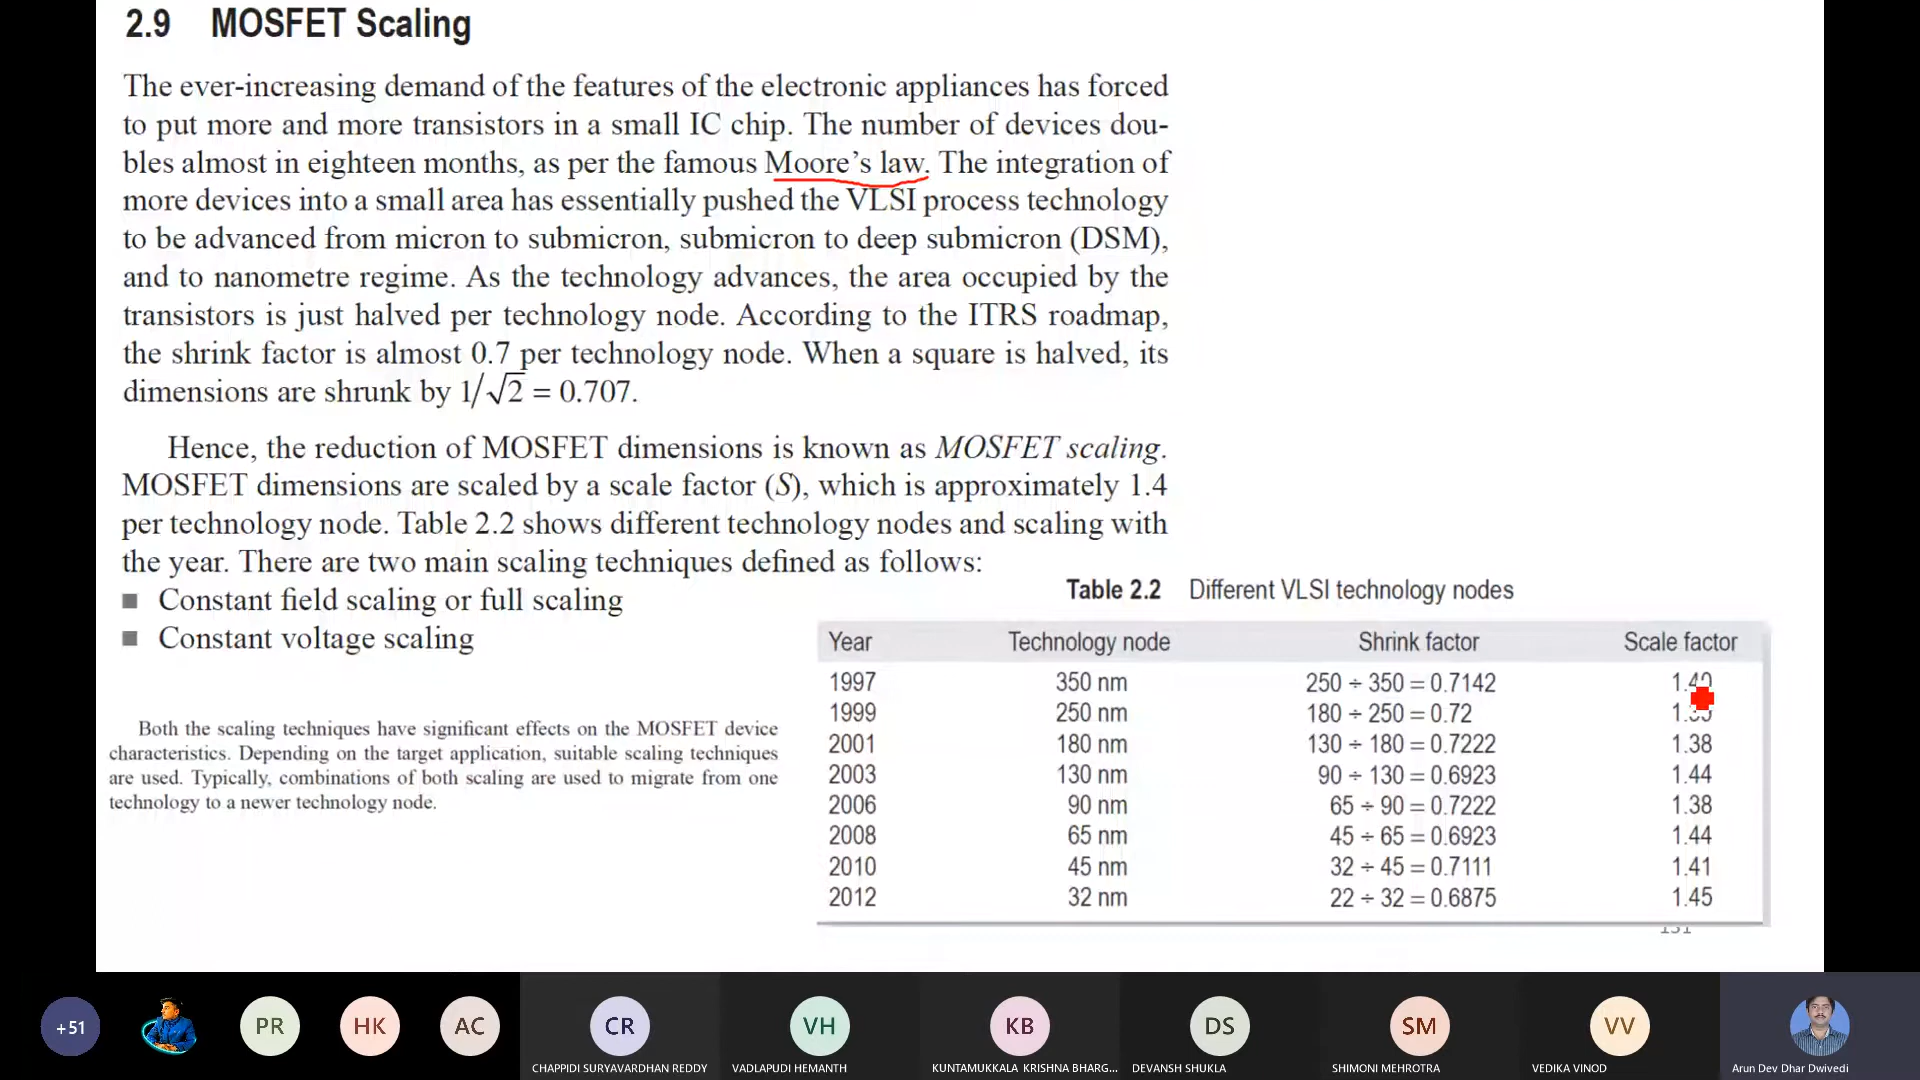 2.9 MOSFET Scaling
The ever-increasing demand of the features of the electronic appliances has forced
to put more and more transistors in a small IC chip. The number of devices dou-
bles almost in eighteen months, as per the famous Moore’s law. The integration of
more devices into a small area has essentially pushed the VLSI process technology
to be advanced from micron to submicron, submicron to deep submicron (DSM),
and to nanometre regime. As the technology advances, the area occupied by the
transistors is just halved per technology node. According to the ITRS roadmap,
the shrink factor is almost 0.7 per technology node. When a square is halved, its
dimensions are shrunk by 1/√2 = 0.707.
Hence, the reduction of MOSFET dimensions is known as MOSFET scaling.
MOSFET dimensions are scaled by a scale factor (S), which is approximately 1.4
per technology node. Table 2.2 shows different technology nodes and scaling with
the year. There are two main scaling techniques defined as follows:
■ Constant field scaling or full scaling
■ Constant voltage scaling
Both the scaling techniques have significant effects on the MOSFET device
characteristics. Depending on the target application, suitable scaling techniques
are used. Typically, combinations of both scaling are used to migrate from one
technology to a newer technology node.
Table 2.2 Different VLSI technology nodes
Year Technology node Shrink factor Scale factor
1997 350 nm 250 ÷ 350 = 0.7142 1.40
1999 250 nm 180 ÷ 250 = 0.72
2001 180 nm 130 ÷ 180 = 0.7222 1.38
2003 130 nm 90 ÷ 130 = 0.6923 1.44
2006 90 nm 65 ÷ 90 = 0.7222 1.38
2008 65 nm 45 ÷ 65 = 0.6923 1.44
2010 45 nm 32 ÷ 45 = 0.7111 1.41
2012 32 nm 22 ÷ 32 = 0.6875 1.45
+51 PR HK AC CR VH KB DS SM VV
CHAPPIDI SURYAVARDHAN REDDY VADLAPUDI HEMANTH KUNTAMUKKALA KRISHNA BHARG... DEVANSH SHUKLA SHIMONI MEHROTRA VEDIKA VINOD Arun Dev Dhar Dwivedi